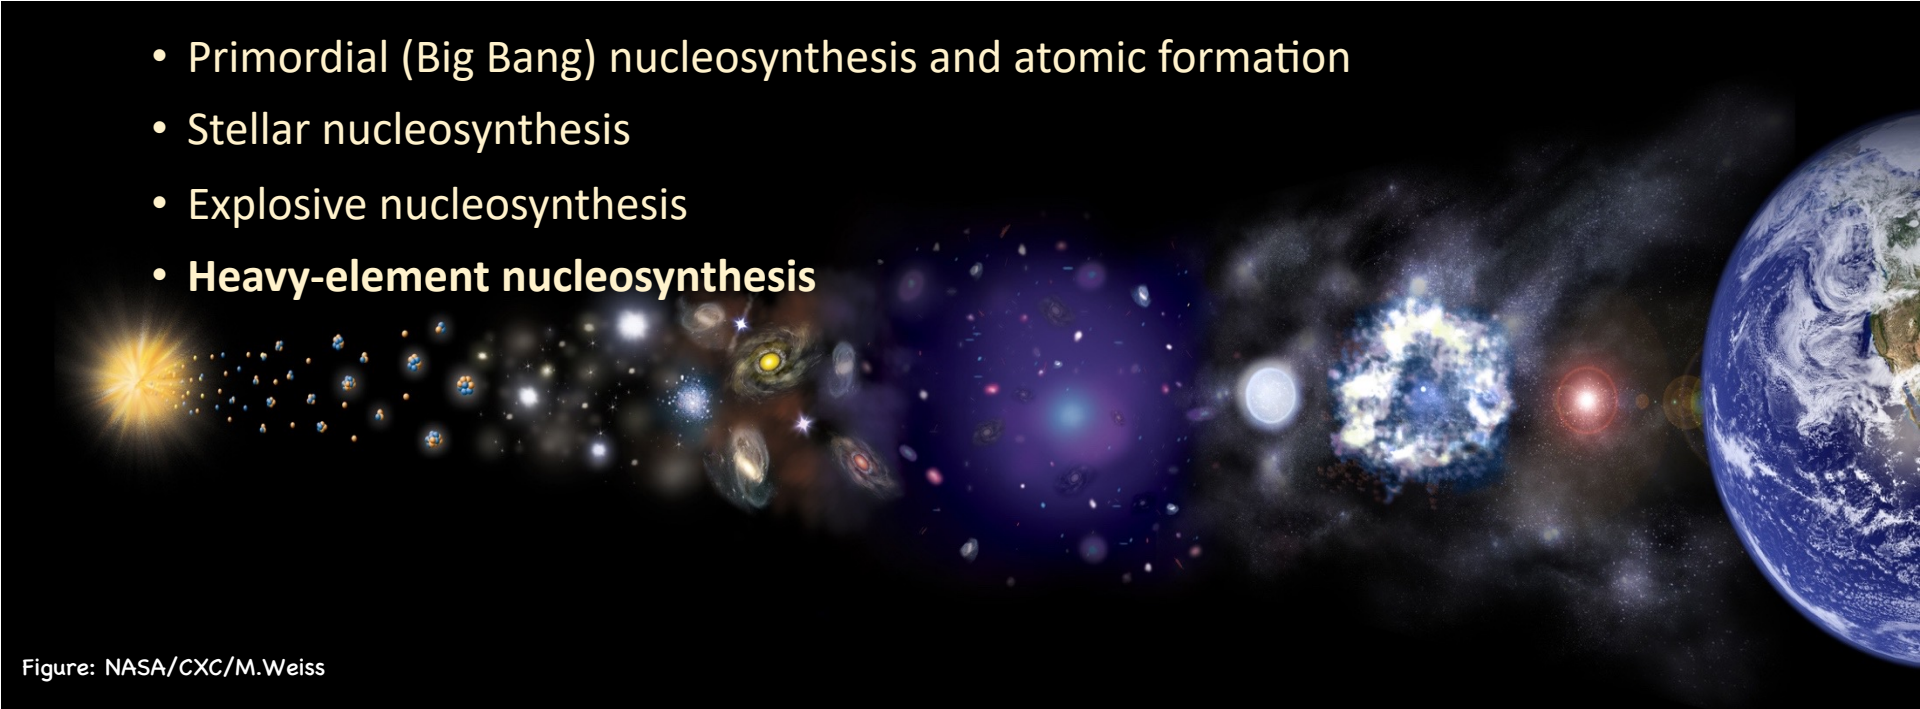 • Primordial (Big Bang) nucleosynthesis and atomic formation
• Stellar nucleosynthesis
• Explosive nucleosynthesis
• Heavy-element nucleosynthesis
Figure: NASA/CXC/M.Weiss